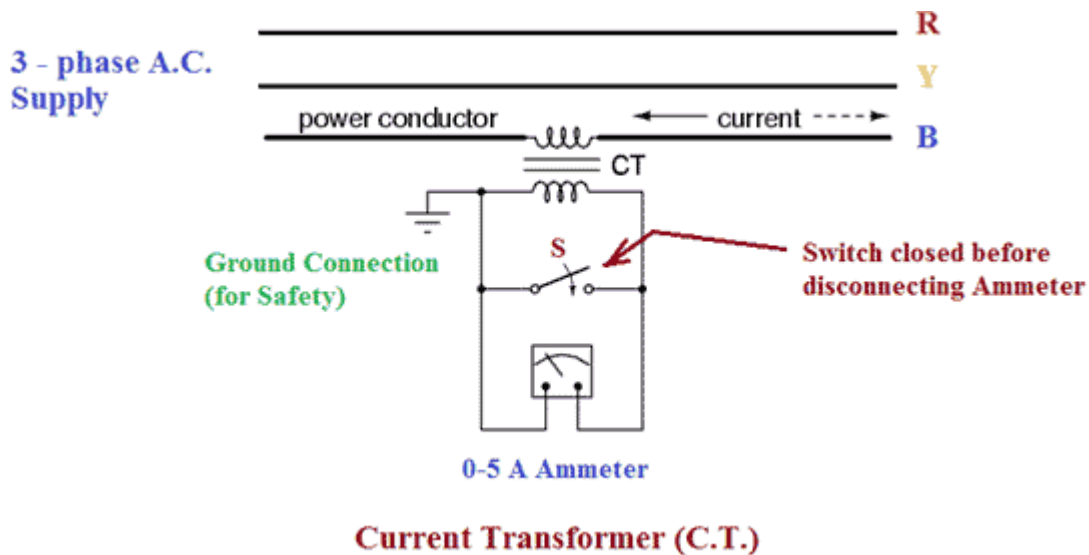 R
3 - phase A.C.
Supply
Y
power conductor
current
B
CT
S
Ground Connection
(for Safety)
Switch closed before
disconnecting Ammeter
0-5 A Ammeter
Current Transformer (C.T.)